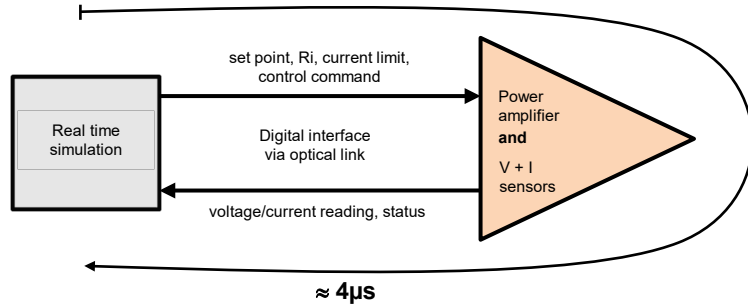 set point, Ri, current limit,
control command
Real time
simulation
Digital interface
via optical link
Power
amplifier
and
V + I
sensors
voltage/current reading, status
≈ 4µs